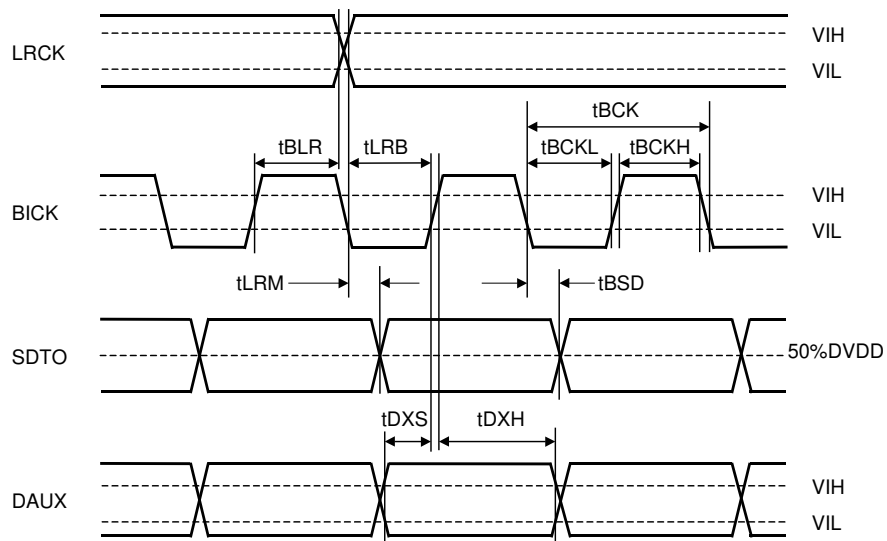 LRCK
VIH
VIL
tBCK
tBLR
tLRB
tBCKL
tBCKH
BICK
VIH
VIL
tLRM
tBSD
SDTO
50%DVDD
tDXS
tDXH
DAUX
VIH
VIL